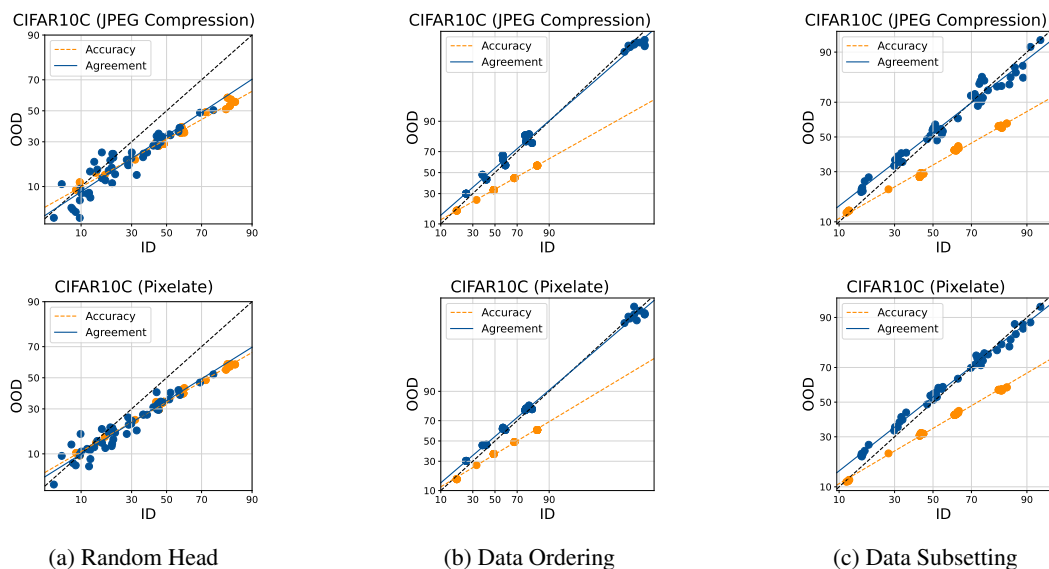 CIFAR10C (JPEG Compression)
90
70
50
30
10
OOD
Accuracy
Agreement
10 30 50 70 90
ID
CIFAR10C (JPEG Compression)
90
70
50
30
10
OOD
Accuracy
Agreement
10 30 50 70 90
ID
CIFAR10C (JPEG Compression)
90
70
50
30
10
OOD
Accuracy
Agreement
10 30 50 70 90
ID
CIFAR10C (Pixelate)
90
70
50
30
10
OOD
Accuracy
Agreement
10 30 50 70 90
ID
CIFAR10C (Pixelate)
90
70
50
30
10
OOD
Accuracy
Agreement
10 30 50 70 90
ID
CIFAR10C (Pixelate)
90
70
50
30
10
OOD
Accuracy
Agreement
10 30 50 70 90
ID
(a) Random Head
(b) Data Ordering
(c) Data Subsetting